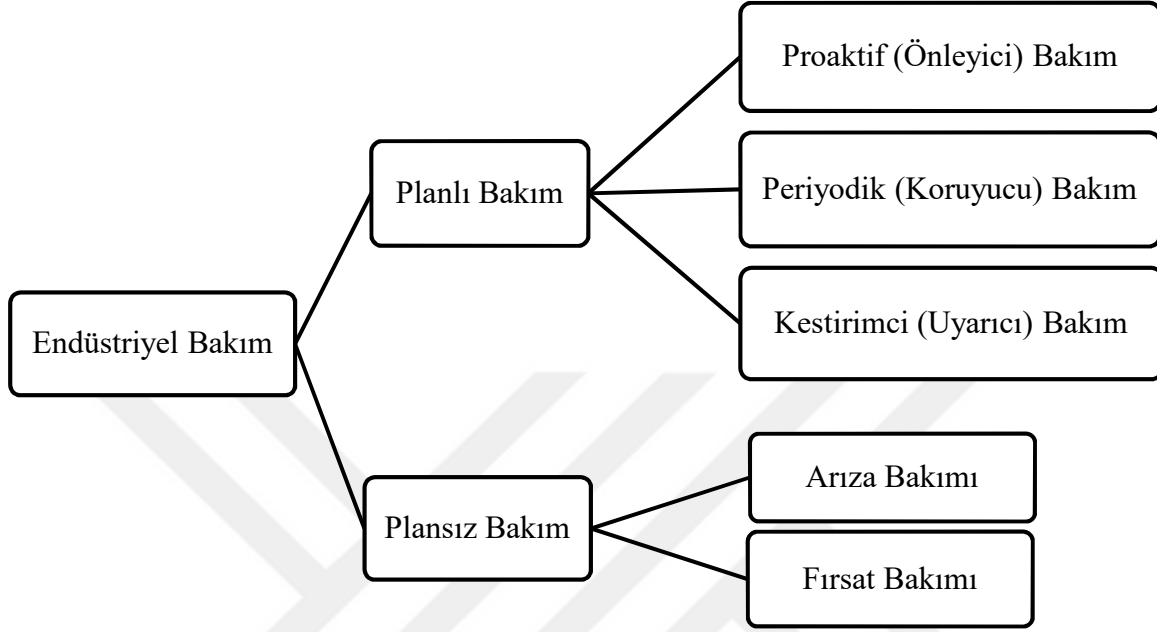 Endüstriyel Bakım
Planlı Bakım
Proaktif (Önleyici) Bakım
Periyodik (Koruyucu) Bakım
Kestirimci (Uyarıcı) Bakım
Plansız Bakım
Arıza Bakımı
Fırsat Bakımı